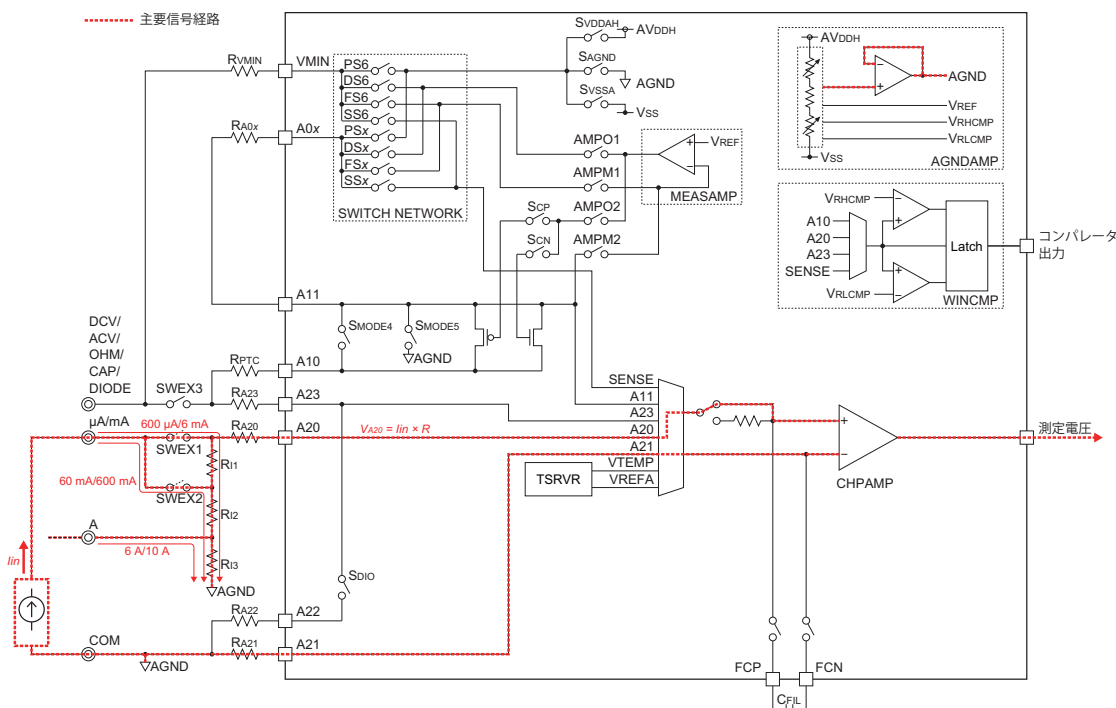 主要信号経路
SVDDAH
AVDDH
SAGND
AGND
SVSSA
VSS
RVMIN
VMIN
PS6
DS6
FS6
SS6
RA0x
A0x
PSx
DSx
FSx
SSx
SWITCH NETWORK
AMPO1
AMPM1
AMPO2
AMPM2
VREF
MEASAMP
SCP
SCN
AVDDH
AGND
VREF
VRHCMP
VRLCMP
VSS
AGNDAMP
VRHCMP
A10
A20
A23
SENSE
VRLCMP
Latch
WINCMP
コンパレータ
出力
A11
SMODE4
SMODE5
AGND
DCV/
ACV/
OHM/
CAP/
DIODE
RPTC
A10
SWEX3
RA23
A23
μA/mA
600 μA/6 mA
SWEX1
RA20
A20
VA20 = Iin × R
RI1
60 mA/600 mA
SWEX2
RI2
A
6 A/10 A
RI3
AGND
Iin
SENSE
A11
A23
A20
A21
VTEMP
VREFA
TSRVR
CHPAMP
測定電圧
SDIO
RA22
A22
COM
AGND
RA21
A21
FCP
FCN
CFIL